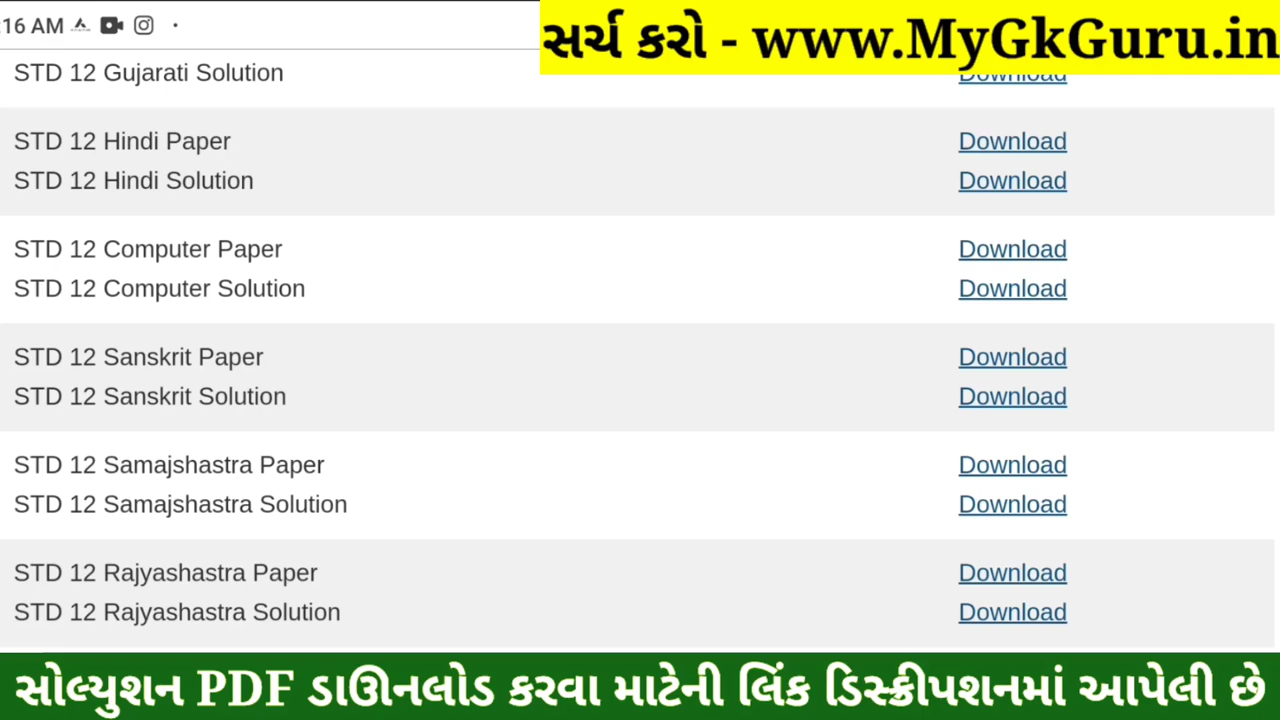 :16 AM
સર્ચ કરો - www.MyGkGuru.in
STD 12 Gujarati Solution Download
STD 12 Hindi Paper Download
STD 12 Hindi Solution Download
STD 12 Computer Paper Download
STD 12 Computer Solution Download
STD 12 Sanskrit Paper Download
STD 12 Sanskrit Solution Download
STD 12 Samajshastra Paper Download
STD 12 Samajshastra Solution Download
STD 12 Rajyashastra Paper Download
STD 12 Rajyashastra Solution Download
સોલ્યુશન PDF ડાઊનલોડ કરવા માટેની લિંક ડિસ્ક્રીપશનમાં આપેલી છે